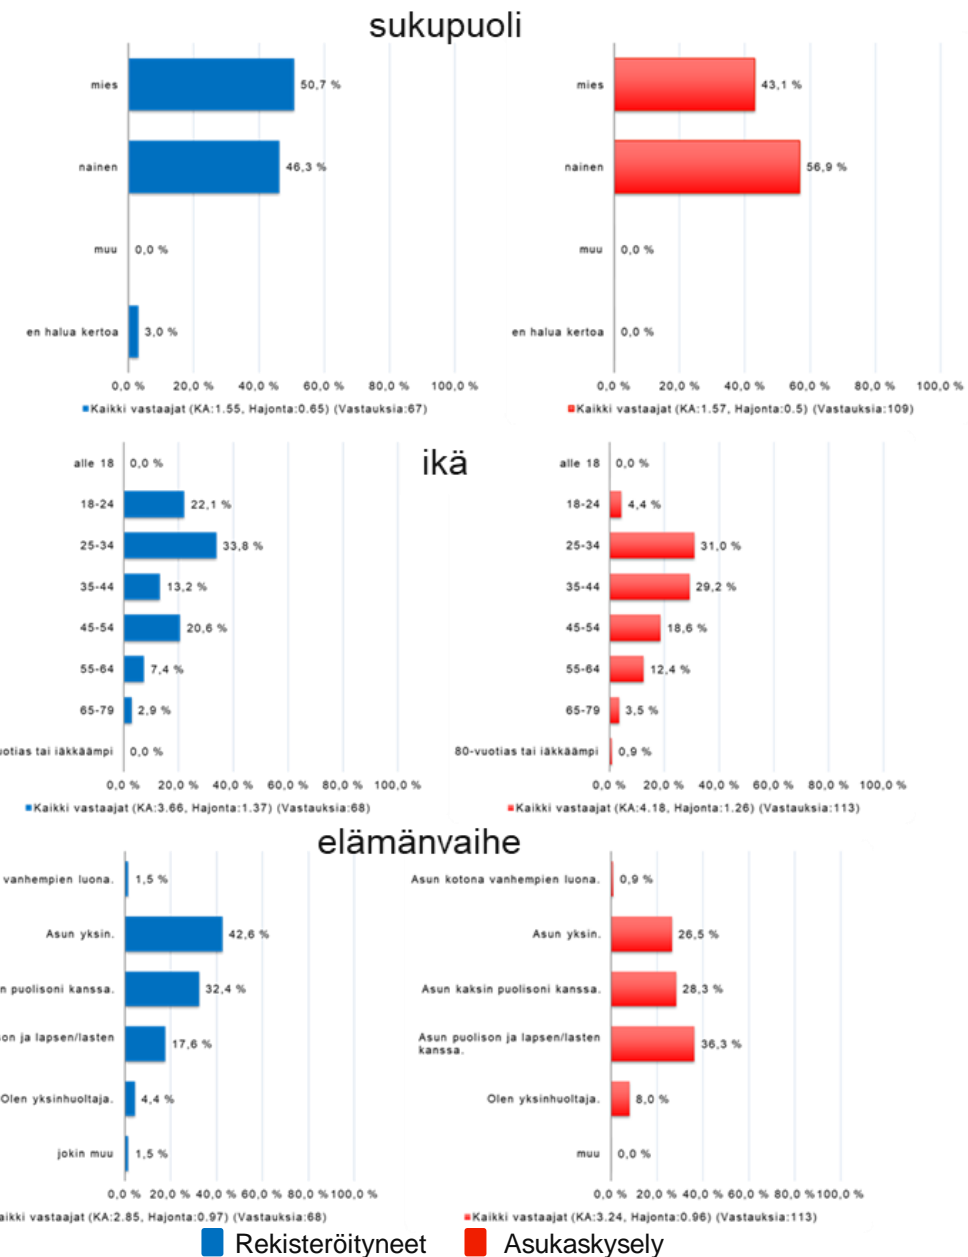 sukupuoli
mies 50,7 %
nainen 46,3 %
muu 0,0 %
en halua kertoa 3,0 %
0,0 % 20,0 % 40,0 % 60,0 % 80,0 % 100,0 %
Kaikki vastaajat (KA:1.55, Hajonta:0.65) (Vastauksia:67)
mies 43,1 %
nainen 56,9 %
muu 0,0 %
en halua kertoa 0,0 %
0,0 % 20,0 % 40,0 % 60,0 % 80,0 % 100,0 %
Kaikki vastaajat (KA:1.57, Hajonta:0.5) (Vastauksia:109)
ikä
alle 18 0,0 %
18-24 22,1 %
25-34 33,8 %
35-44 13,2 %
45-54 20,6 %
55-64 7,4 %
65-79 2,9 %
uotias tai iäkkäämpi 0,0 %
0,0 % 20,0 % 40,0 % 60,0 % 80,0 % 100,0 %
Kaikki vastaajat (KA:3.66, Hajonta:1.37) (Vastauksia:68)
alle 18 0,0 %
18-24 4,4 %
25-34 31,0 %
35-44 29,2 %
45-54 18,6 %
55-64 12,4 %
65-79 3,5 %
80-vuotias tai iäkkäämpi 0,9 %
0,0 % 20,0 % 40,0 % 60,0 % 80,0 % 100,0 %
Kaikki vastaajat (KA:4.18, Hajonta:1.26) (Vastauksia:113)
elämänvaihe
vanhempien luona. 1,5 %
Asun yksin. 42,6 %
n puolisoni kanssa. 32,4 %
on ja lapsen/lasten 17,6 %
Olen yksinhuoltaja. 4,4 %
jokin muu 1,5 %
0,0 % 20,0 % 40,0 % 60,0 % 80,0 % 100,0 %
aikki vastaajat (KA:2.85, Hajonta:0.97) (Vastauksia:68)
Asun kotona vanhempien luona. 0,9 %
Asun yksin. 26,5 %
Asun kaksin puolisoni kanssa. 28,3 %
Asun puolison ja lapsen/lasten
kanssa. 36,3 %
Olen yksinhuoltaja. 8,0 %
muu 0,0 %
0,0 % 20,0 % 40,0 % 60,0 % 80,0 % 100,0 %
Kaikki vastaajat (KA:3.24, Hajonta:0.96) (Vastauksia:113)
Rekisteröityneet Asukaskysely